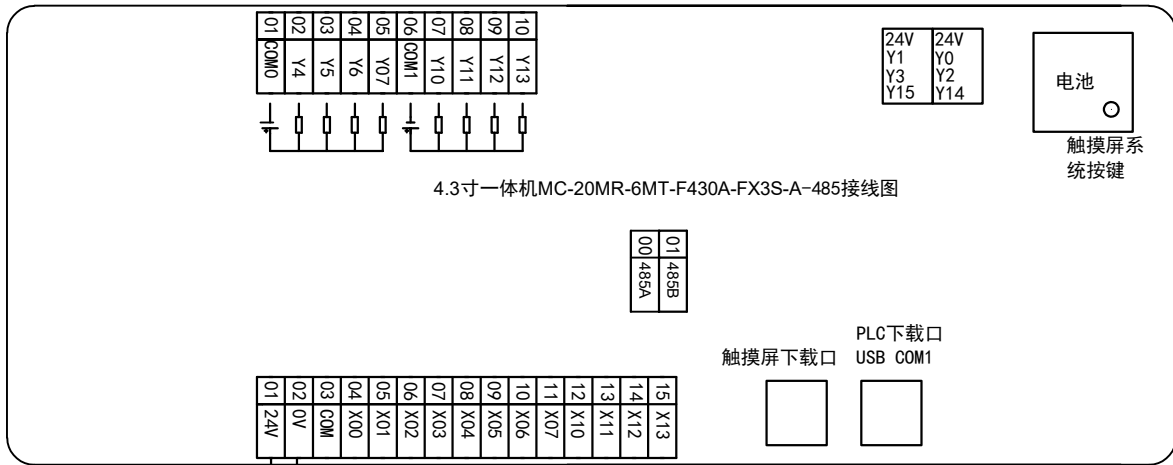 01 02 03 04 05 06 07 08 09 10
COM0 Y4 Y5 Y6 Y07 COM1 Y10 Y11 Y12 Y13
24V 24V
Y1 Y0
Y3 Y2
Y15 Y14
电池
触摸屏系
统按键
4.3寸一体机MC-20MR-6MT-F430A-FX3S-A-485接线图
00 01
485A 485B
触摸屏下载口
PLC下载口
USB COM1
01 02 03 04 05 06 07 08 09 10 11 12 13 14 15
24V 0V COM X00 X01 X02 X03 X04 X05 X06 X07 X10 X11 X12 X13